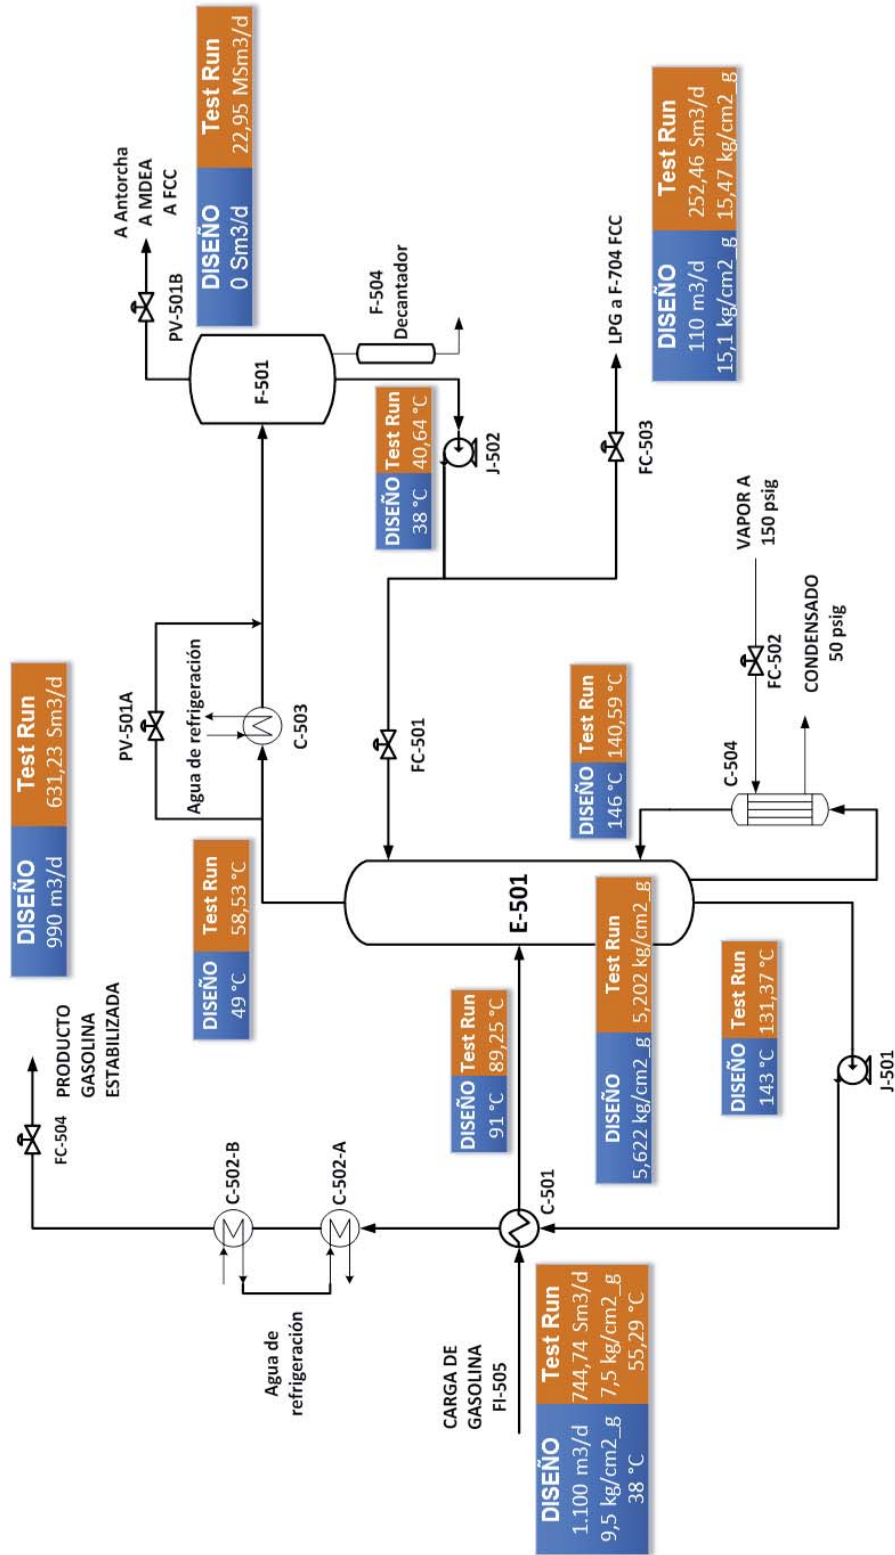 CARGA DE
GASOLINA
FI-505
DISEÑO
1.100 m3/d
9,5 kg/cm2_g
38 °C
Test Run
744,74 Sm3/d
7,5 kg/cm2_g
55,29 °C
C-501
Agua de
refrigeración
C-502-A
C-502-B
FC-504
PRODUCTO
GASOLINA
ESTABILIZADA
DISEÑO
990 m3/d
Test Run
631,23 Sm3/d
DISEÑO
91 °C
Test Run
89,25 °C
E-501
DISEÑO
5,622 kg/cm2_g
Test Run
5,202 kg/cm2_g
DISEÑO
143 °C
Test Run
131,37 °C
J-501
DISEÑO
49 °C
Test Run
58,53 °C
PV-501A
Agua de refrigeración
C-503
FC-501
DISEÑO
146 °C
Test Run
140,59 °C
C-504
FC-502
VAPOR A
150 psig
CONDENSADO
50 psig
DISEÑO
38 °C
Test Run
40,64 °C
J-502
F-501
F-504
Decantador
PV-501B
A Antorcha
A MDEA
A FCC
DISEÑO
0 Sm3/d
Test Run
22,95 MSm3/d
FC-503
LPG a F-704 FCC
DISEÑO
110 m3/d
15,1 kg/cm2_g
Test Run
252,46 Sm3/d
15,47 kg/cm2_g